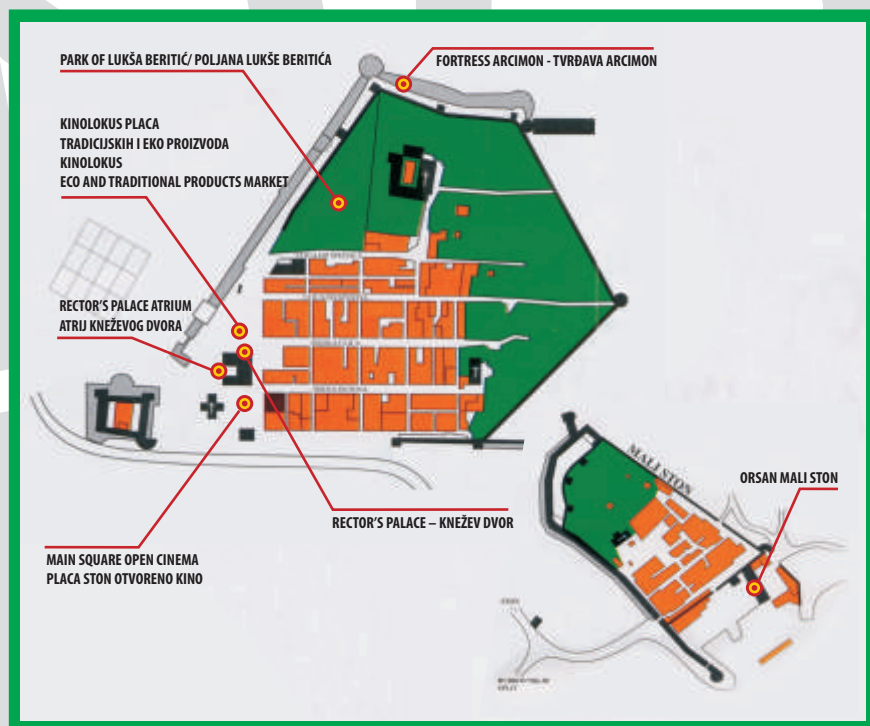 PARK OF LUKŠA BERITIĆ/ POLJANA LUKŠE BERITIĆA
FORTRESS ARCIMON - TVRĐAVA ARCIMON
KINOLOKUS PLACA
TRADICIJSKIH I EKO PROIZVODA
KINOLOKUS
ECO AND TRADITIONAL PRODUCTS MARKET
RECTOR'S PALACE ATRIUM
ATRIJ KNEŽEVOG DVORA
MALI STON
ORSAN MALI STON
RECTOR'S PALACE – KNEŽEV DVOR
MAIN SQUARE OPEN CINEMA
PLACA STON OTVORENO KINO